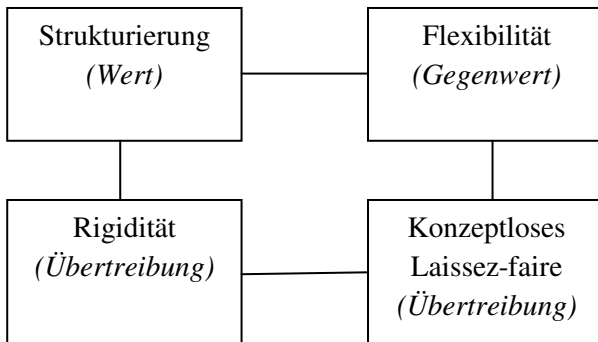 Strukturierung
(Wert)
Flexibilität
(Gegenwert)
Rigidität
(Übertreibung)
Konzeptloses
Laissez-faire
(Übertreibung)